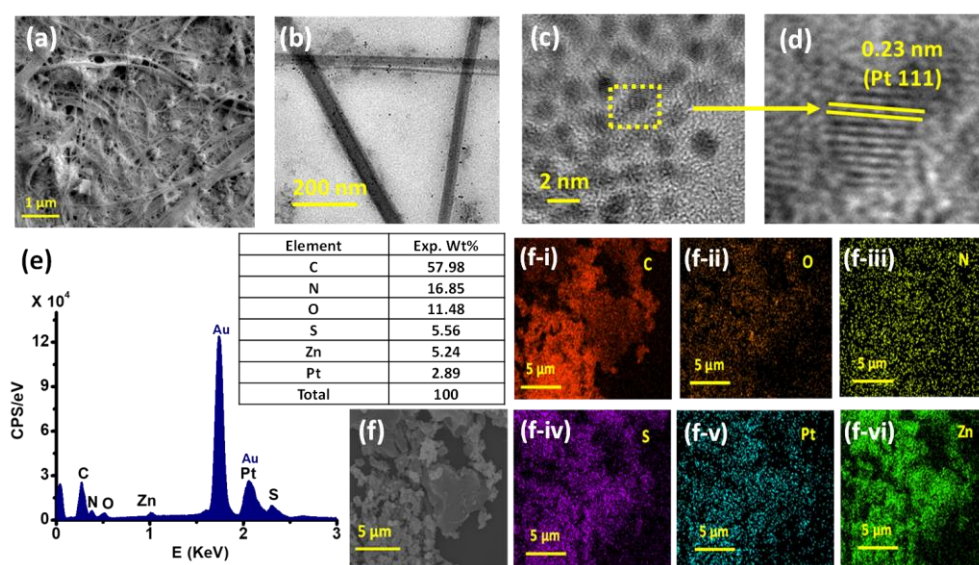 (a)
1 µm
(b)
200 nm
(c)
2 nm
(d)
0.23 nm
(Pt 111)
(e)
X 10⁴
12
9
6
3
0
CPS/eV
Au
Au
Pt
C
N
O
Zn
S
0
1
2
3
E (KeV)
Element Exp. Wt%
C 57.98
N 16.85
O 11.48
S 5.56
Zn 5.24
Pt 2.89
Total 100
(f)
5 µm
(f-i)
C
5 µm
(f-ii)
O
5 µm
(f-iii)
N
5 µm
(f-iv)
S
5 µm
(f-v)
Pt
5 µm
(f-vi)
Zn
5 µm